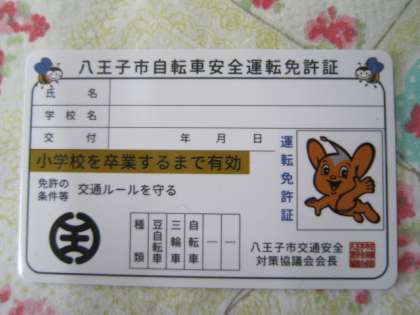 八王子市自転車安全運転免許証
氏名
学校名
交付 年 月 日
小学校を卒業するまで有効
免許の
条件等 交通ルールを守る
運転免許証
種類 豆自転車 三輪車 自転車 — —
八王子市交通安全
対策協議会会長